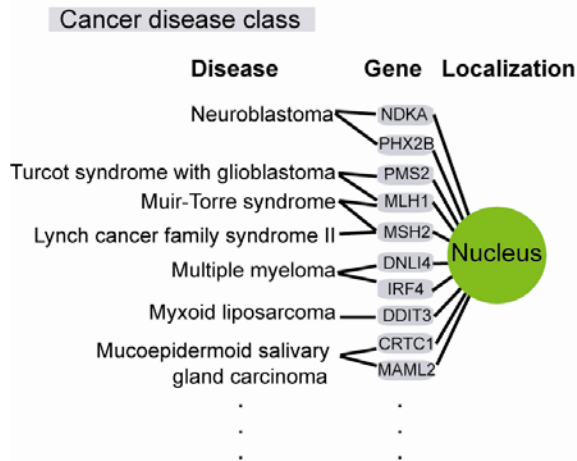 Cancer disease class
Disease Gene Localization
Neuroblastoma NDKA
PHX2B
Turcot syndrome with glioblastoma PMS2
Muir-Torre syndrome MLH1
Lynch cancer family syndrome II MSH2
Nucleus
Multiple myeloma DNLI4
IRF4
Myxoid liposarcoma DDIT3
Mucoepidermoid salivary CRTC1
gland carcinoma MAML2